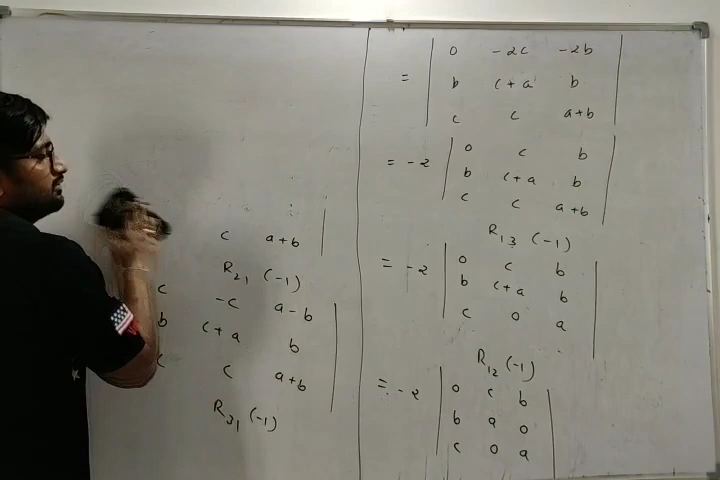 c a+b
R₂₁ (-1)
c -c a-b
b c+a b
c c a+b
R₃₁ (-1)
= | 0 -2c -2b |
| b c+a b |
| c c a+b |
= -2 | 0 c b |
| b c+a b |
| c c a+b |
R₁₃ (-1)
= -2 | 0 c b |
| b c+a b |
| c 0 a |
R₁₂ (-1)
= -2 | 0 c b |
| b a 0 |
| c 0 a |